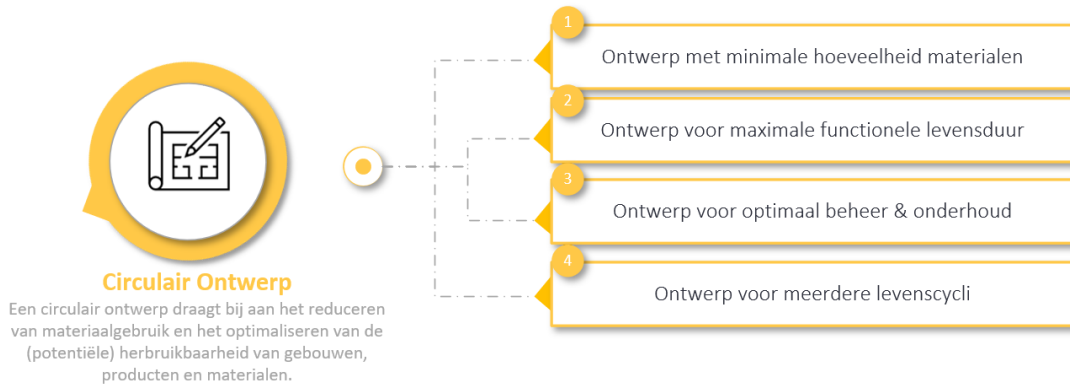 Circulair Ontwerp
Een circulair ontwerp draagt bij aan het reduceren
van materiaalgebruik en het optimaliseren van de
(potentiële) herbruikbaarheid van gebouwen,
producten en materialen.
1
Ontwerp met minimale hoeveelheid materialen
2
Ontwerp voor maximale functionele levensduur
3
Ontwerp voor optimaal beheer & onderhoud
4
Ontwerp voor meerdere levenscycli